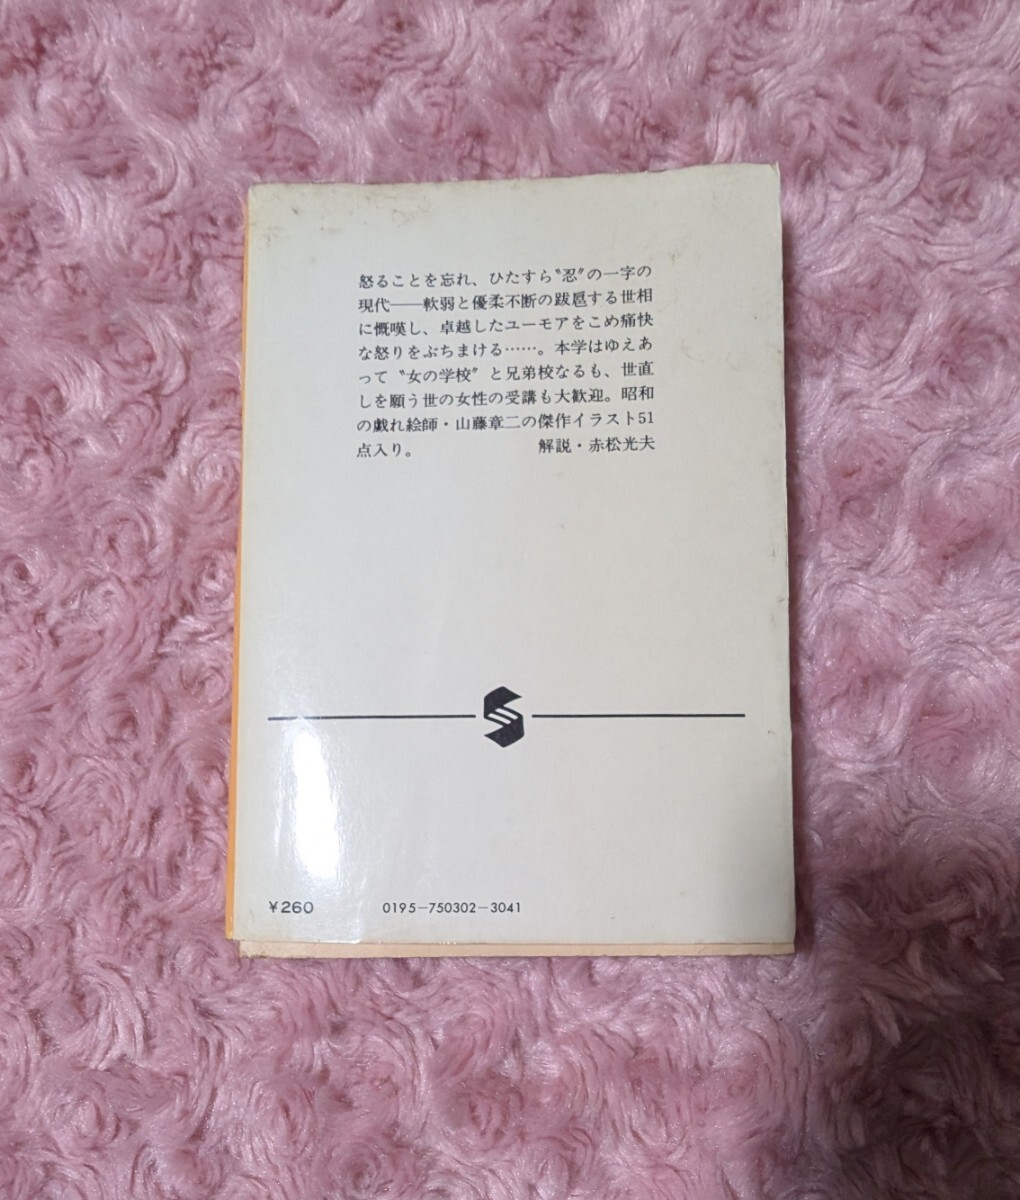 怒ることを忘れ、ひたすら〝忍〟の一字の
現代──軟弱と優柔不断の跋扈する世相
に慨嘆し、卓越したユーモアをこめ痛快
な怒りをぶちまける……。本学はゆえあ
って〝女の学校〟と兄弟校なるも、世直
しを願う世の女性の受講も大歓迎。昭和
の戯れ絵師・山藤章二の傑作イラスト51
点入り。 解説・赤松光夫
¥260 0195-750302-3041